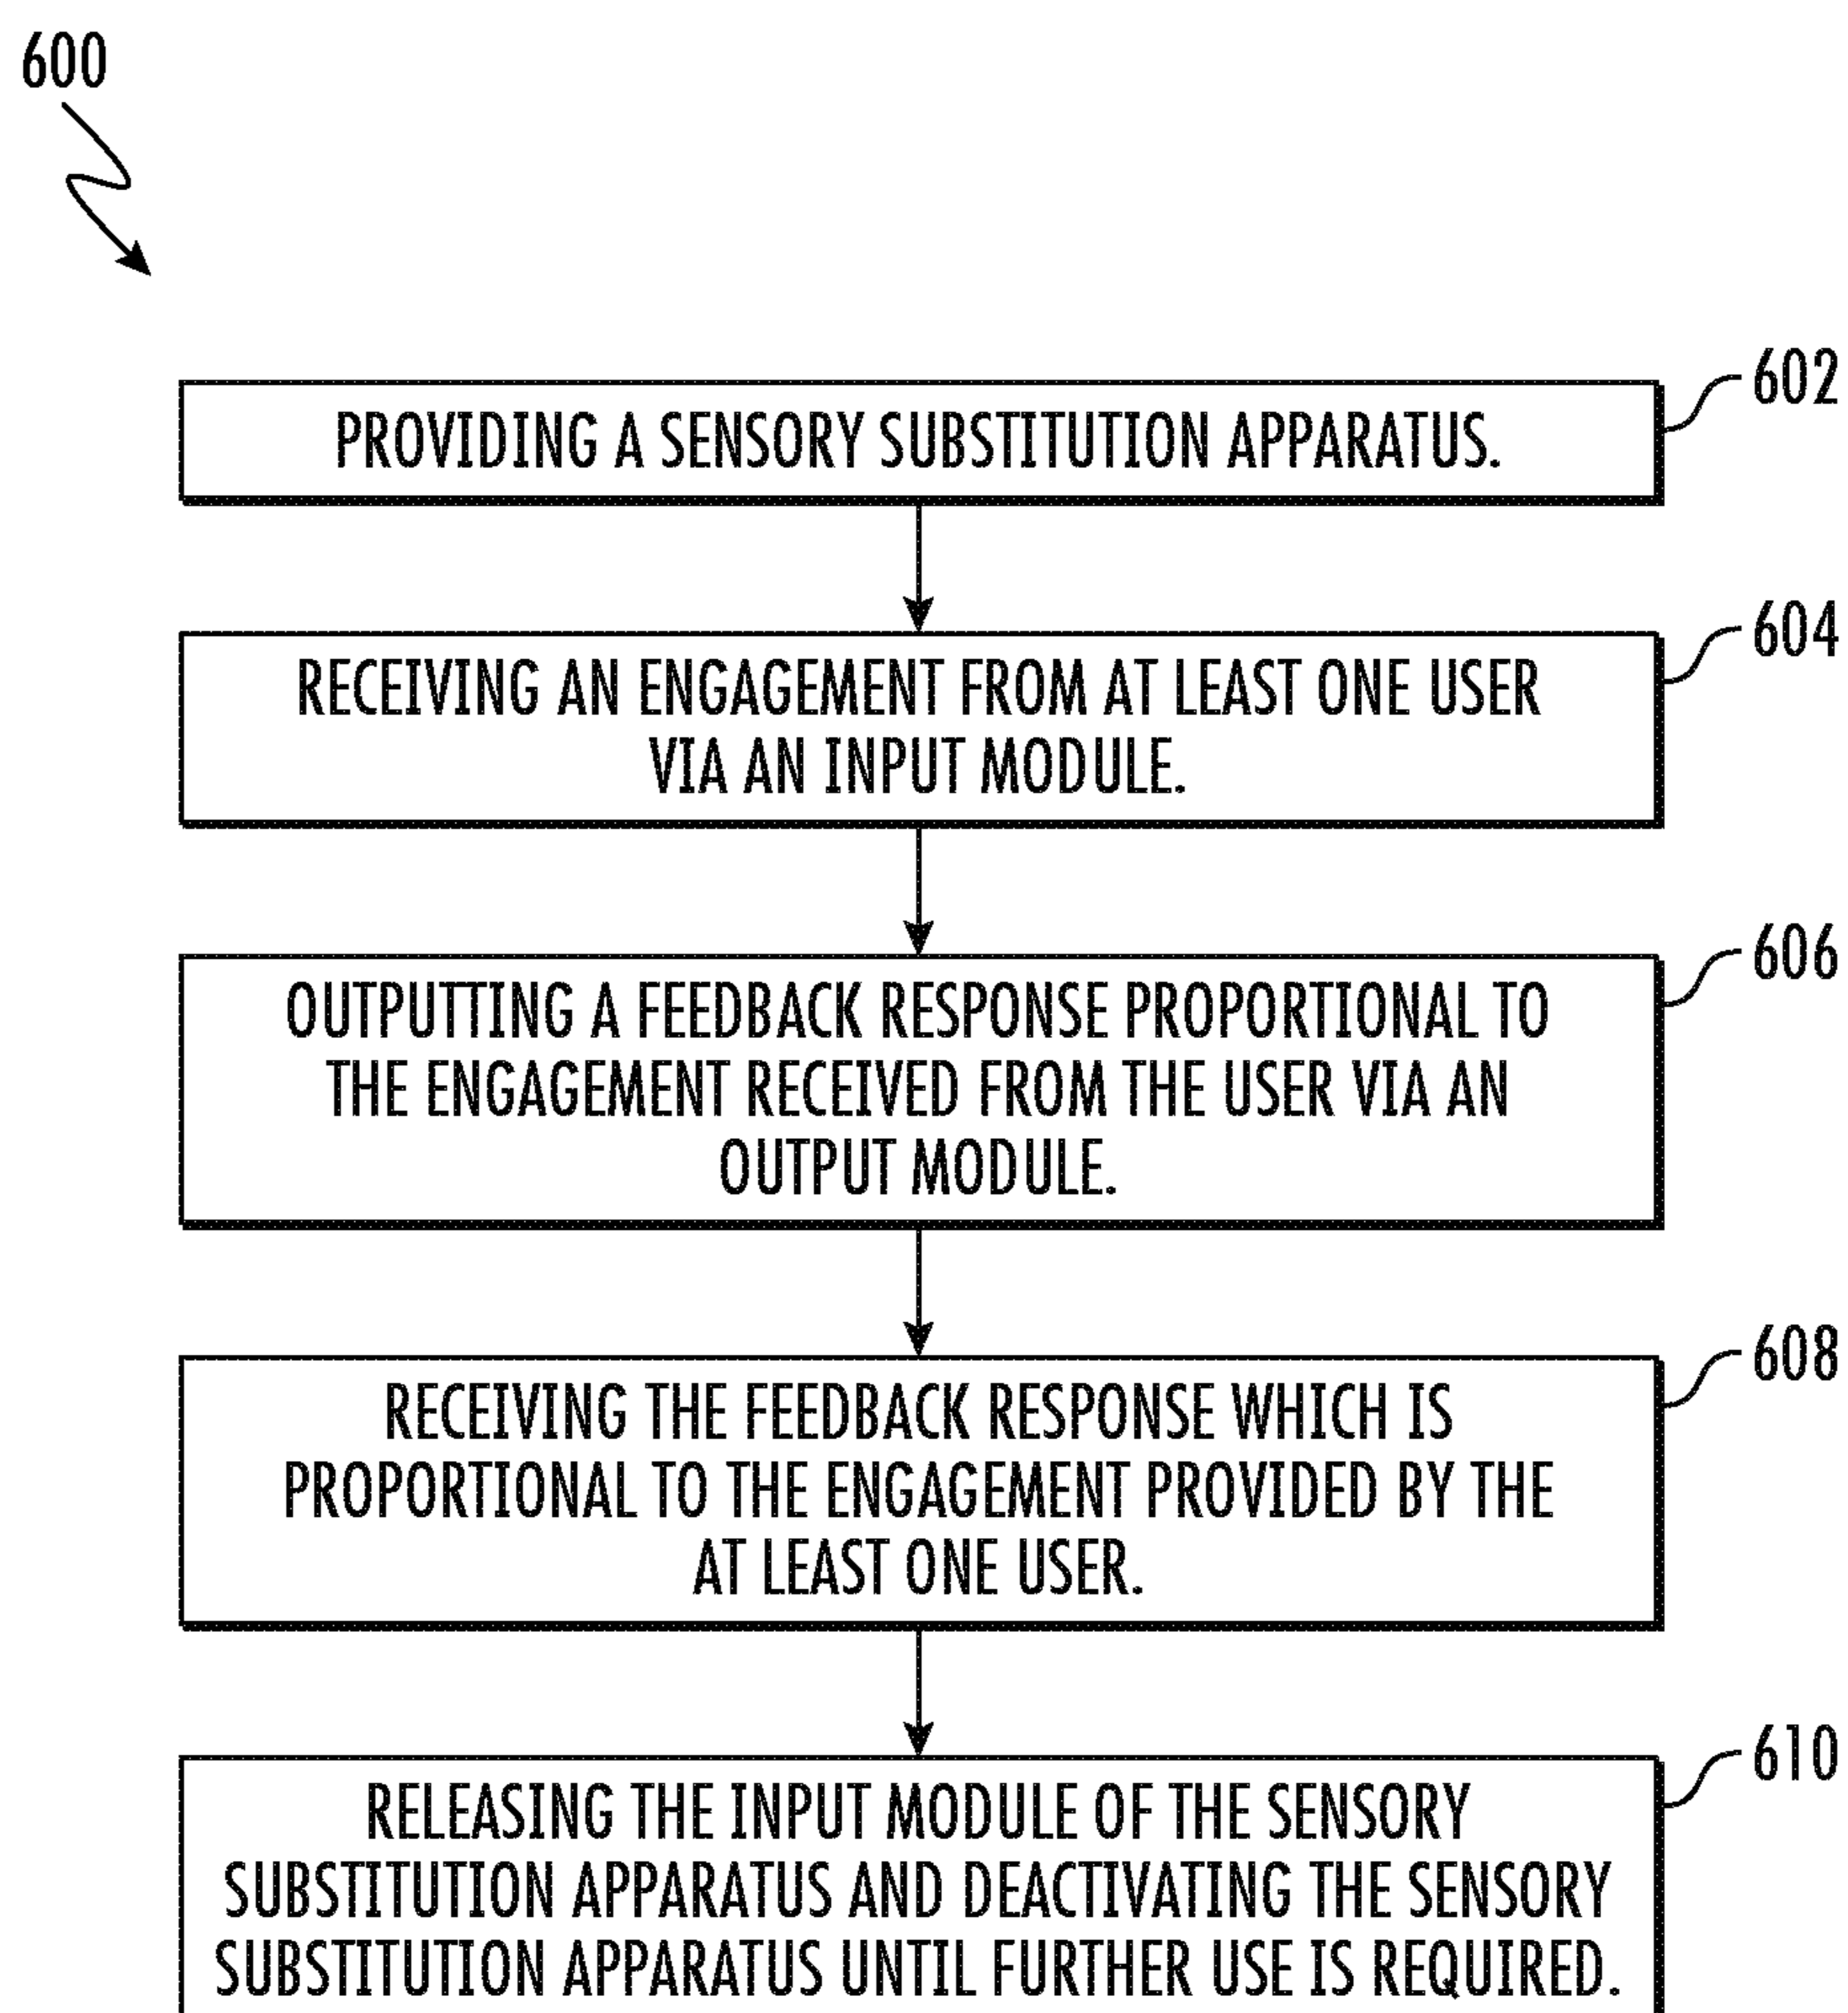 600
602
PROVIDING A SENSORY SUBSTITUTION APPARATUS.
604
RECEIVING AN ENGAGEMENT FROM AT LEAST ONE USER
VIA AN INPUT MODULE.
606
OUTPUTTING A FEEDBACK RESPONSE PROPORTIONAL TO
THE ENGAGEMENT RECEIVED FROM THE USER VIA AN
OUTPUT MODULE.
608
RECEIVING THE FEEDBACK RESPONSE WHICH IS
PROPORTIONAL TO THE ENGAGEMENT PROVIDED BY THE
AT LEAST ONE USER.
610
RELEASING THE INPUT MODULE OF THE SENSORY
SUBSTITUTION APPARATUS AND DEACTIVATING THE SENSORY
SUBSTITUTION APPARATUS UNTIL FURTHER USE IS REQUIRED.